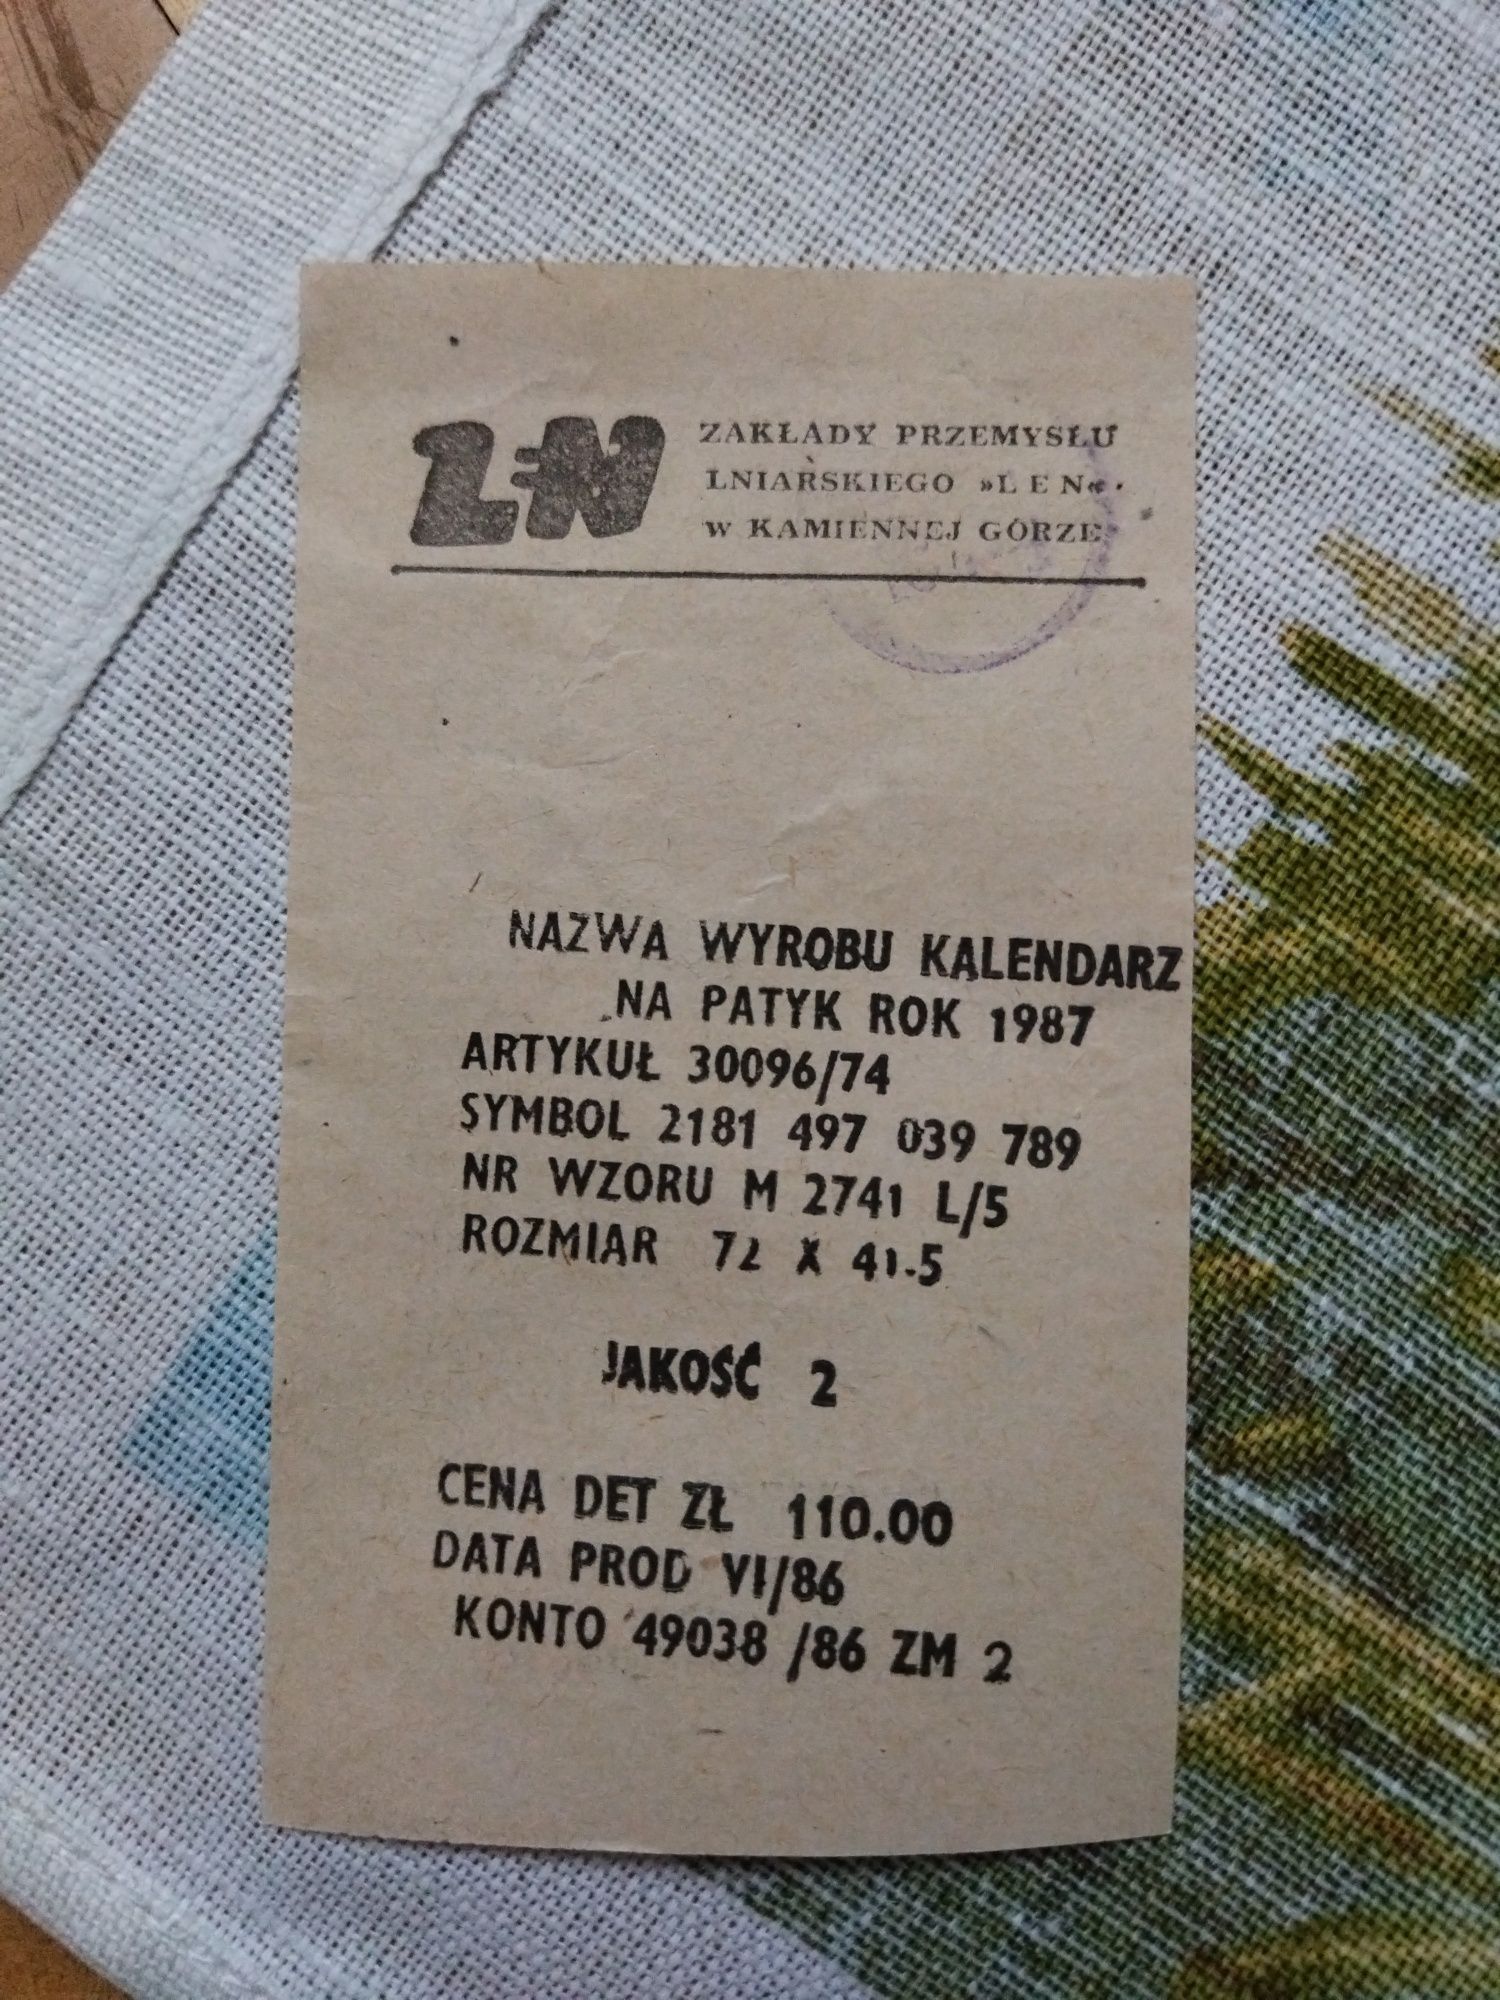 LEN
ZAKŁADY PRZEMYSŁU
LNIARSKIEGO »LEN«
w KAMIENNEJ GÓRZE
NAZWA WYROBU KALENDARZ
NA PATYK ROK 1987
ARTYKUŁ 30096/74
SYMBOL 2181 497 039 789
NR WZORU M 2741 L/5
ROZMIAR 72 X 41.5
JAKOŚĆ 2
CENA DET ZŁ 110.00
DATA PROD VI/86
KONTO 49038 /86 ZM 2